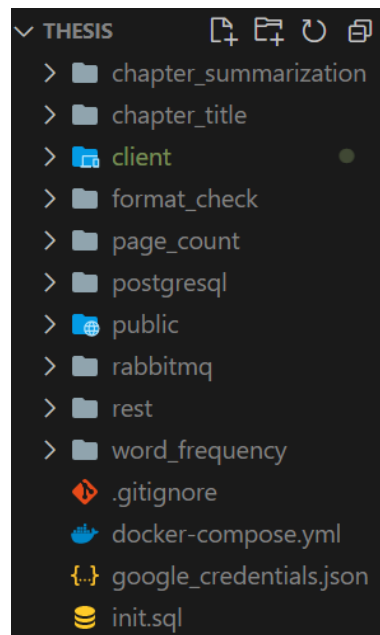 THESIS
chapter_summarization
chapter_title
client
format_check
page_count
postgresql
public
rabbitmq
rest
word_frequency
.gitignore
docker-compose.yml
google_credentials.json
init.sql